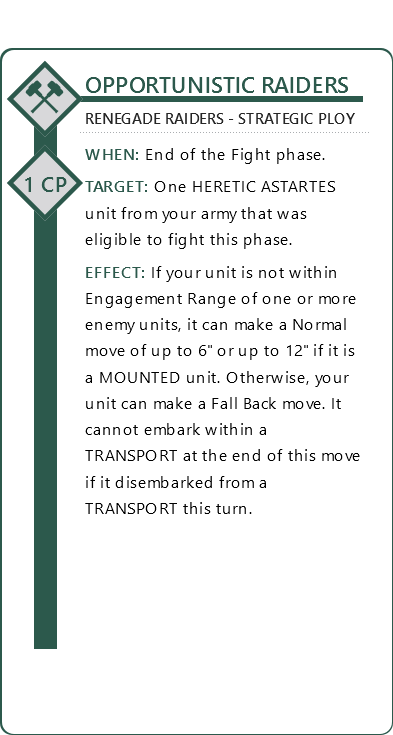 OPPORTUNISTIC RAIDERS
RENEGADE RAIDERS - STRATEGIC PLOY
1 CP
WHEN: End of the Fight phase.
TARGET: One HERETIC ASTARTES
unit from your army that was
eligible to fight this phase.
EFFECT: If your unit is not within
Engagement Range of one or more
enemy units, it can make a Normal
move of up to 6" or up to 12" if it is
a MOUNTED unit. Otherwise, your
unit can make a Fall Back move. It
cannot embark within a
TRANSPORT at the end of this move
if it disembarked from a
TRANSPORT this turn.